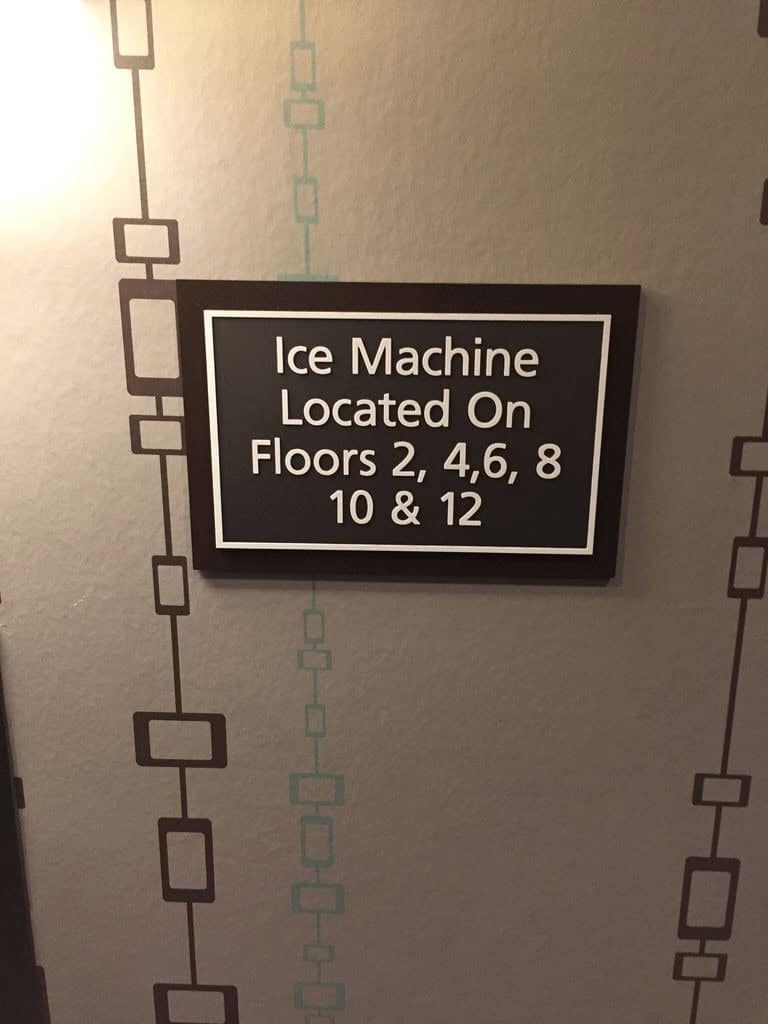 Ice Machine
Located On
Floors 2, 4,6, 8
10 & 12